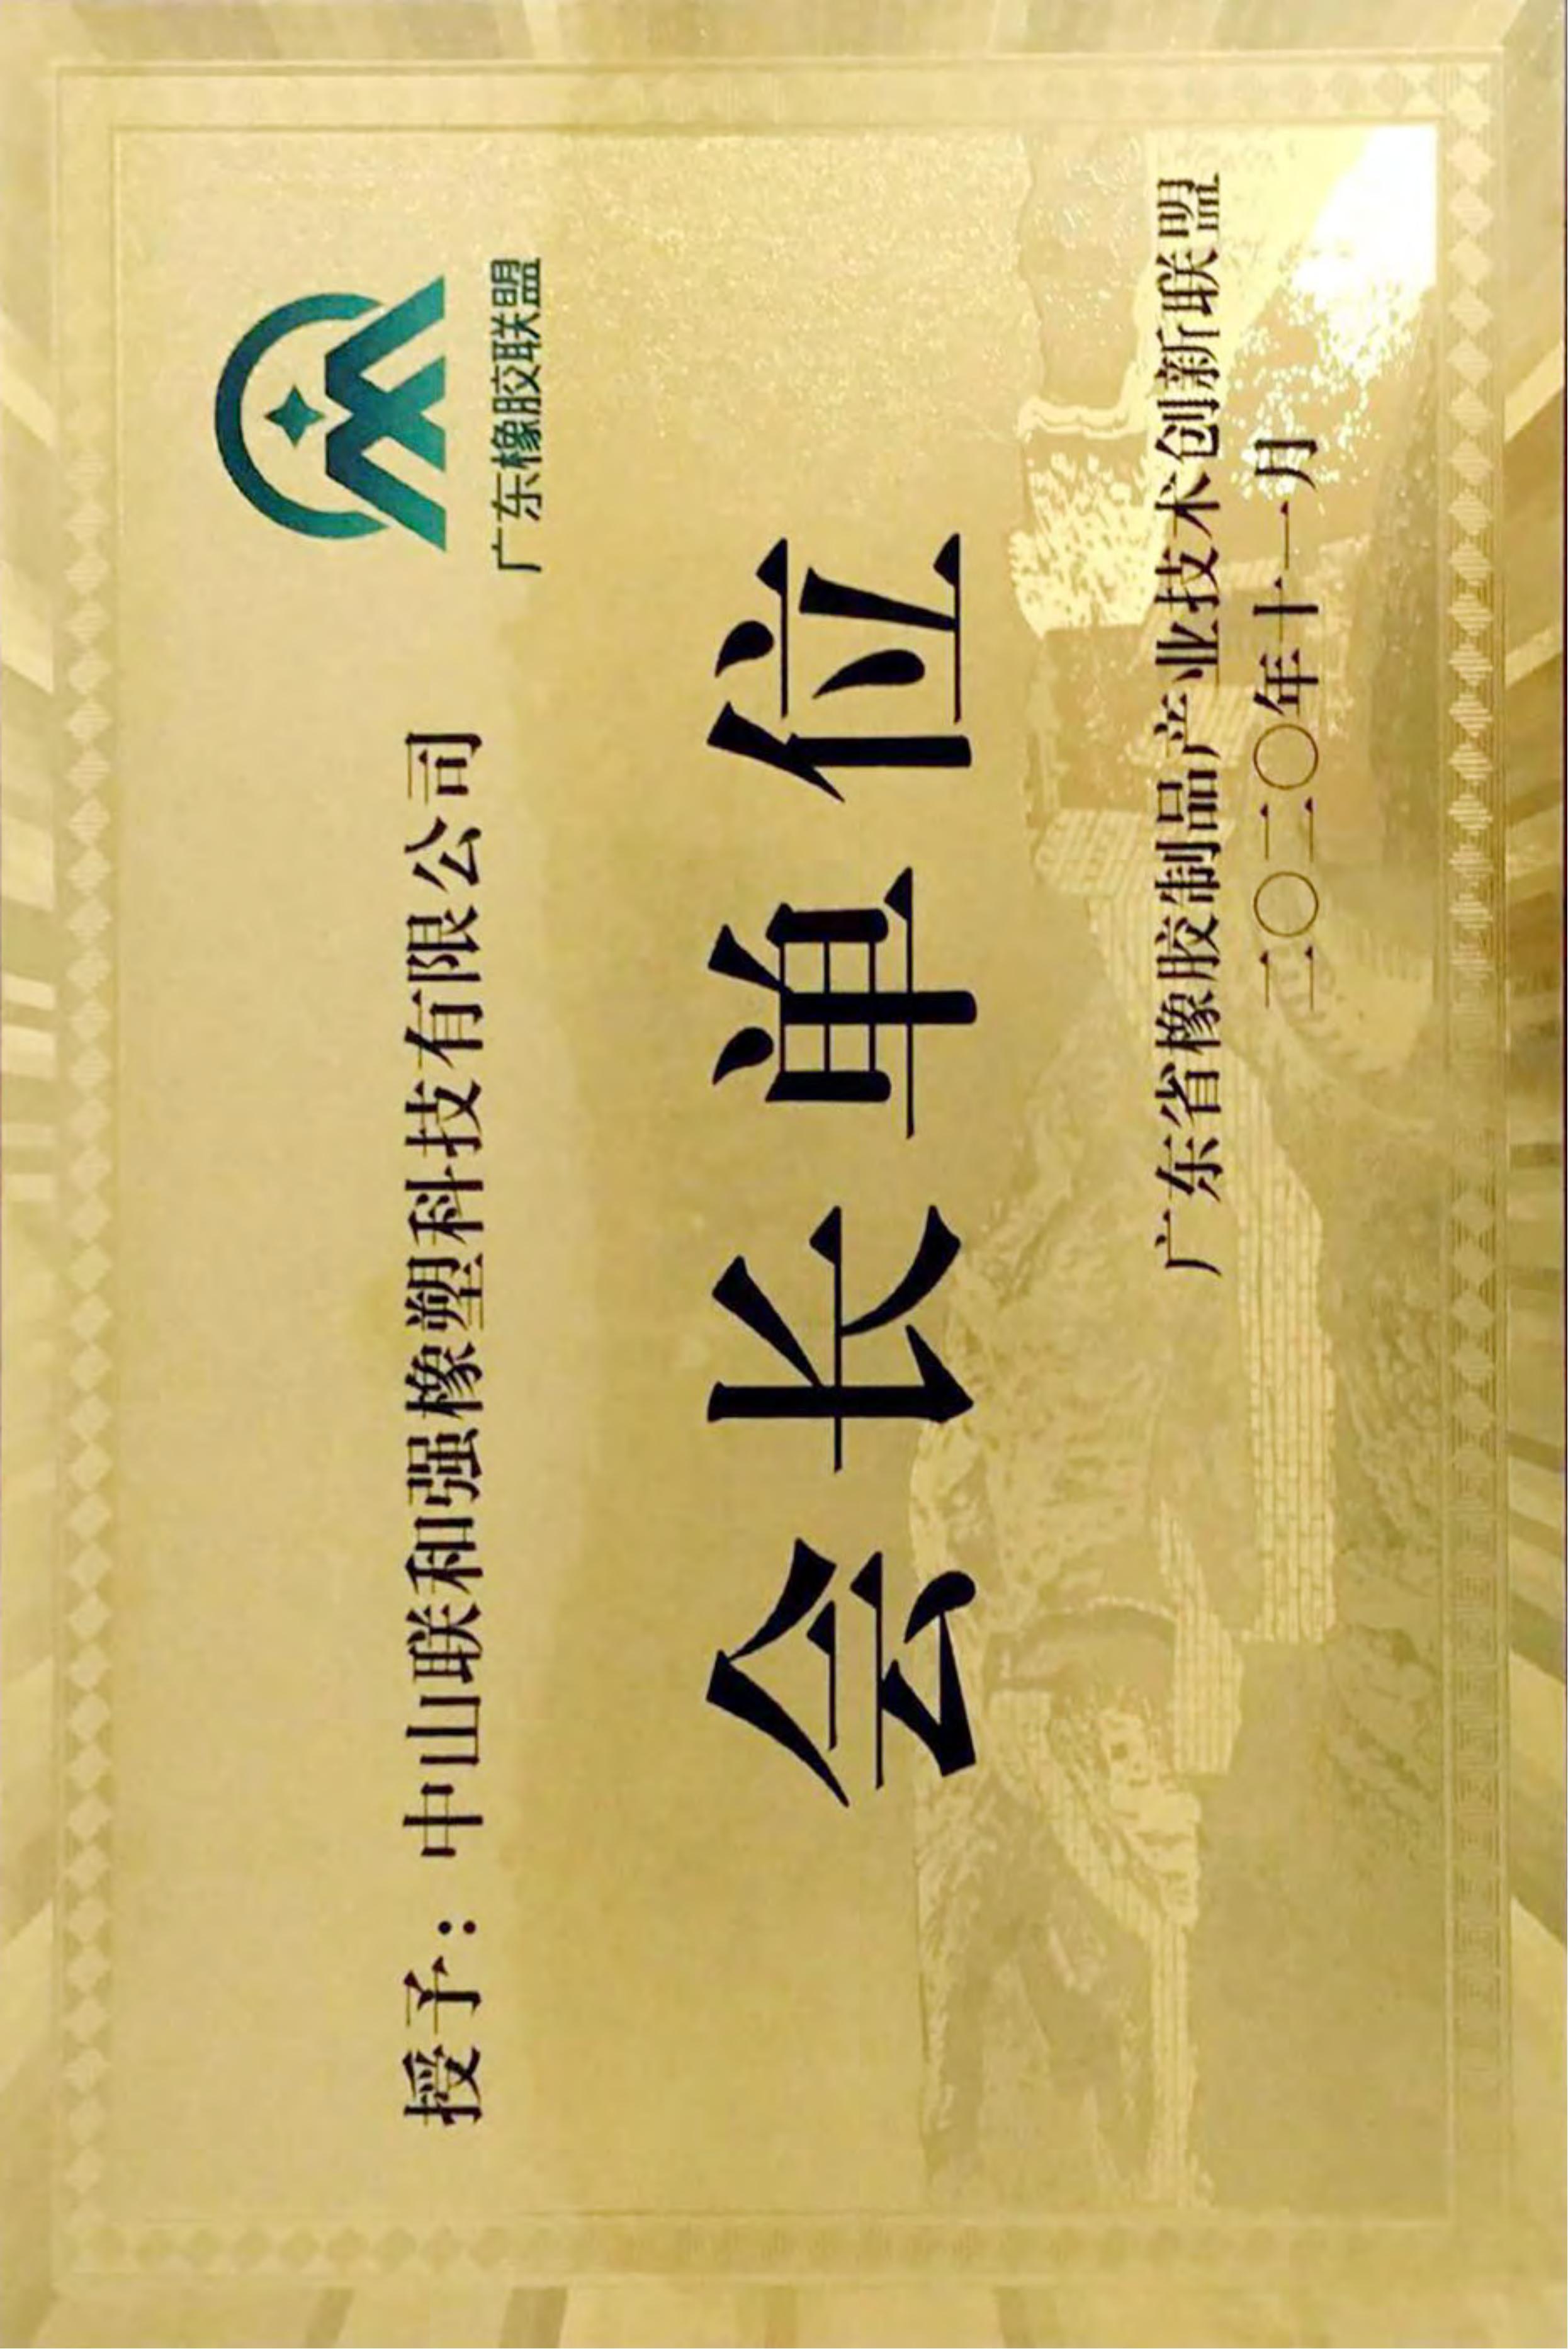 广东橡胶联盟
授予：中山联和强橡塑科技有限公司
会长单位
广东省橡胶制品产业技术创新联盟
二〇二〇年十一月